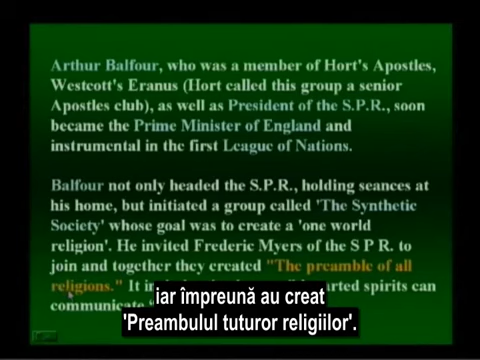 Arthur Balfour, who was a member of Hort's Apostles,
Westcott's Eranus (Hort called this group a senior
Apostles club), as well as President of the S.P.R., soon
became the Prime Minister of England and
instrumental in the first League of Nations.
Balfour not only headed the S.P.R., holding seances at
his home, but initiated a group called 'The Synthetic
Society' whose goal was to create a 'one world
religion'. He invited Frederic Myers of the S P R. to
join and together they created "The preamble of all
religions." It
spirits can
communicate
iar împreună au creat
'Preambulul tuturor religiilor'.